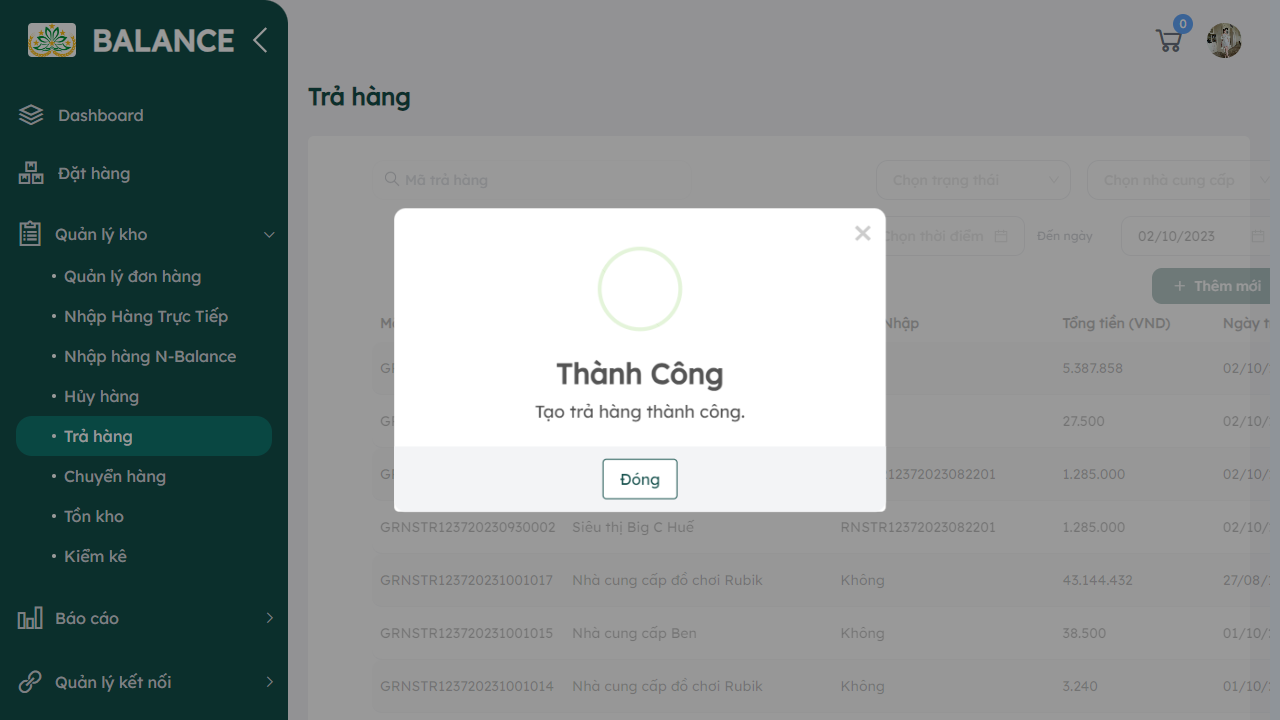 BALANCE
0
Dashboard
Đặt hàng
Quản lý kho
Quản lý đơn hàng
Nhập Hàng Trực Tiếp
Nhập hàng N-Balance
Hủy hàng
Trả hàng
Chuyển hàng
Tồn kho
Kiểm kê
Báo cáo
Quản lý kết nối
Trả hàng
Mã trả hàng
Chọn trọng thái
Chọn nhà cung cấp
Chọn thời điểm
Đến ngày
02/10/2023
+ Thêm mới
Nhập
Tổng tiền (VND)
Ngày
5.387.858
02/10/
27.500
02/10/
12372023082201
1.285.000
02/10/
GRNSTR123720230930002 Siêu thị Big C Huế RNSTR12372023082201 1.285.000 02/10/
GRNSTR123720231001017 Nhà cung cấp đồ chơi Rubik Không 43.144.432 27/08/
GRNSTR123720231001015 Nhà cung cấp Ben Không 38.500 01/10/
GRNSTR123720231001014 Nhà cung cấp đồ chơi Rubik Không 3.240 01/10/
Thành Công
Tạo trả hàng thành công.
Đóng